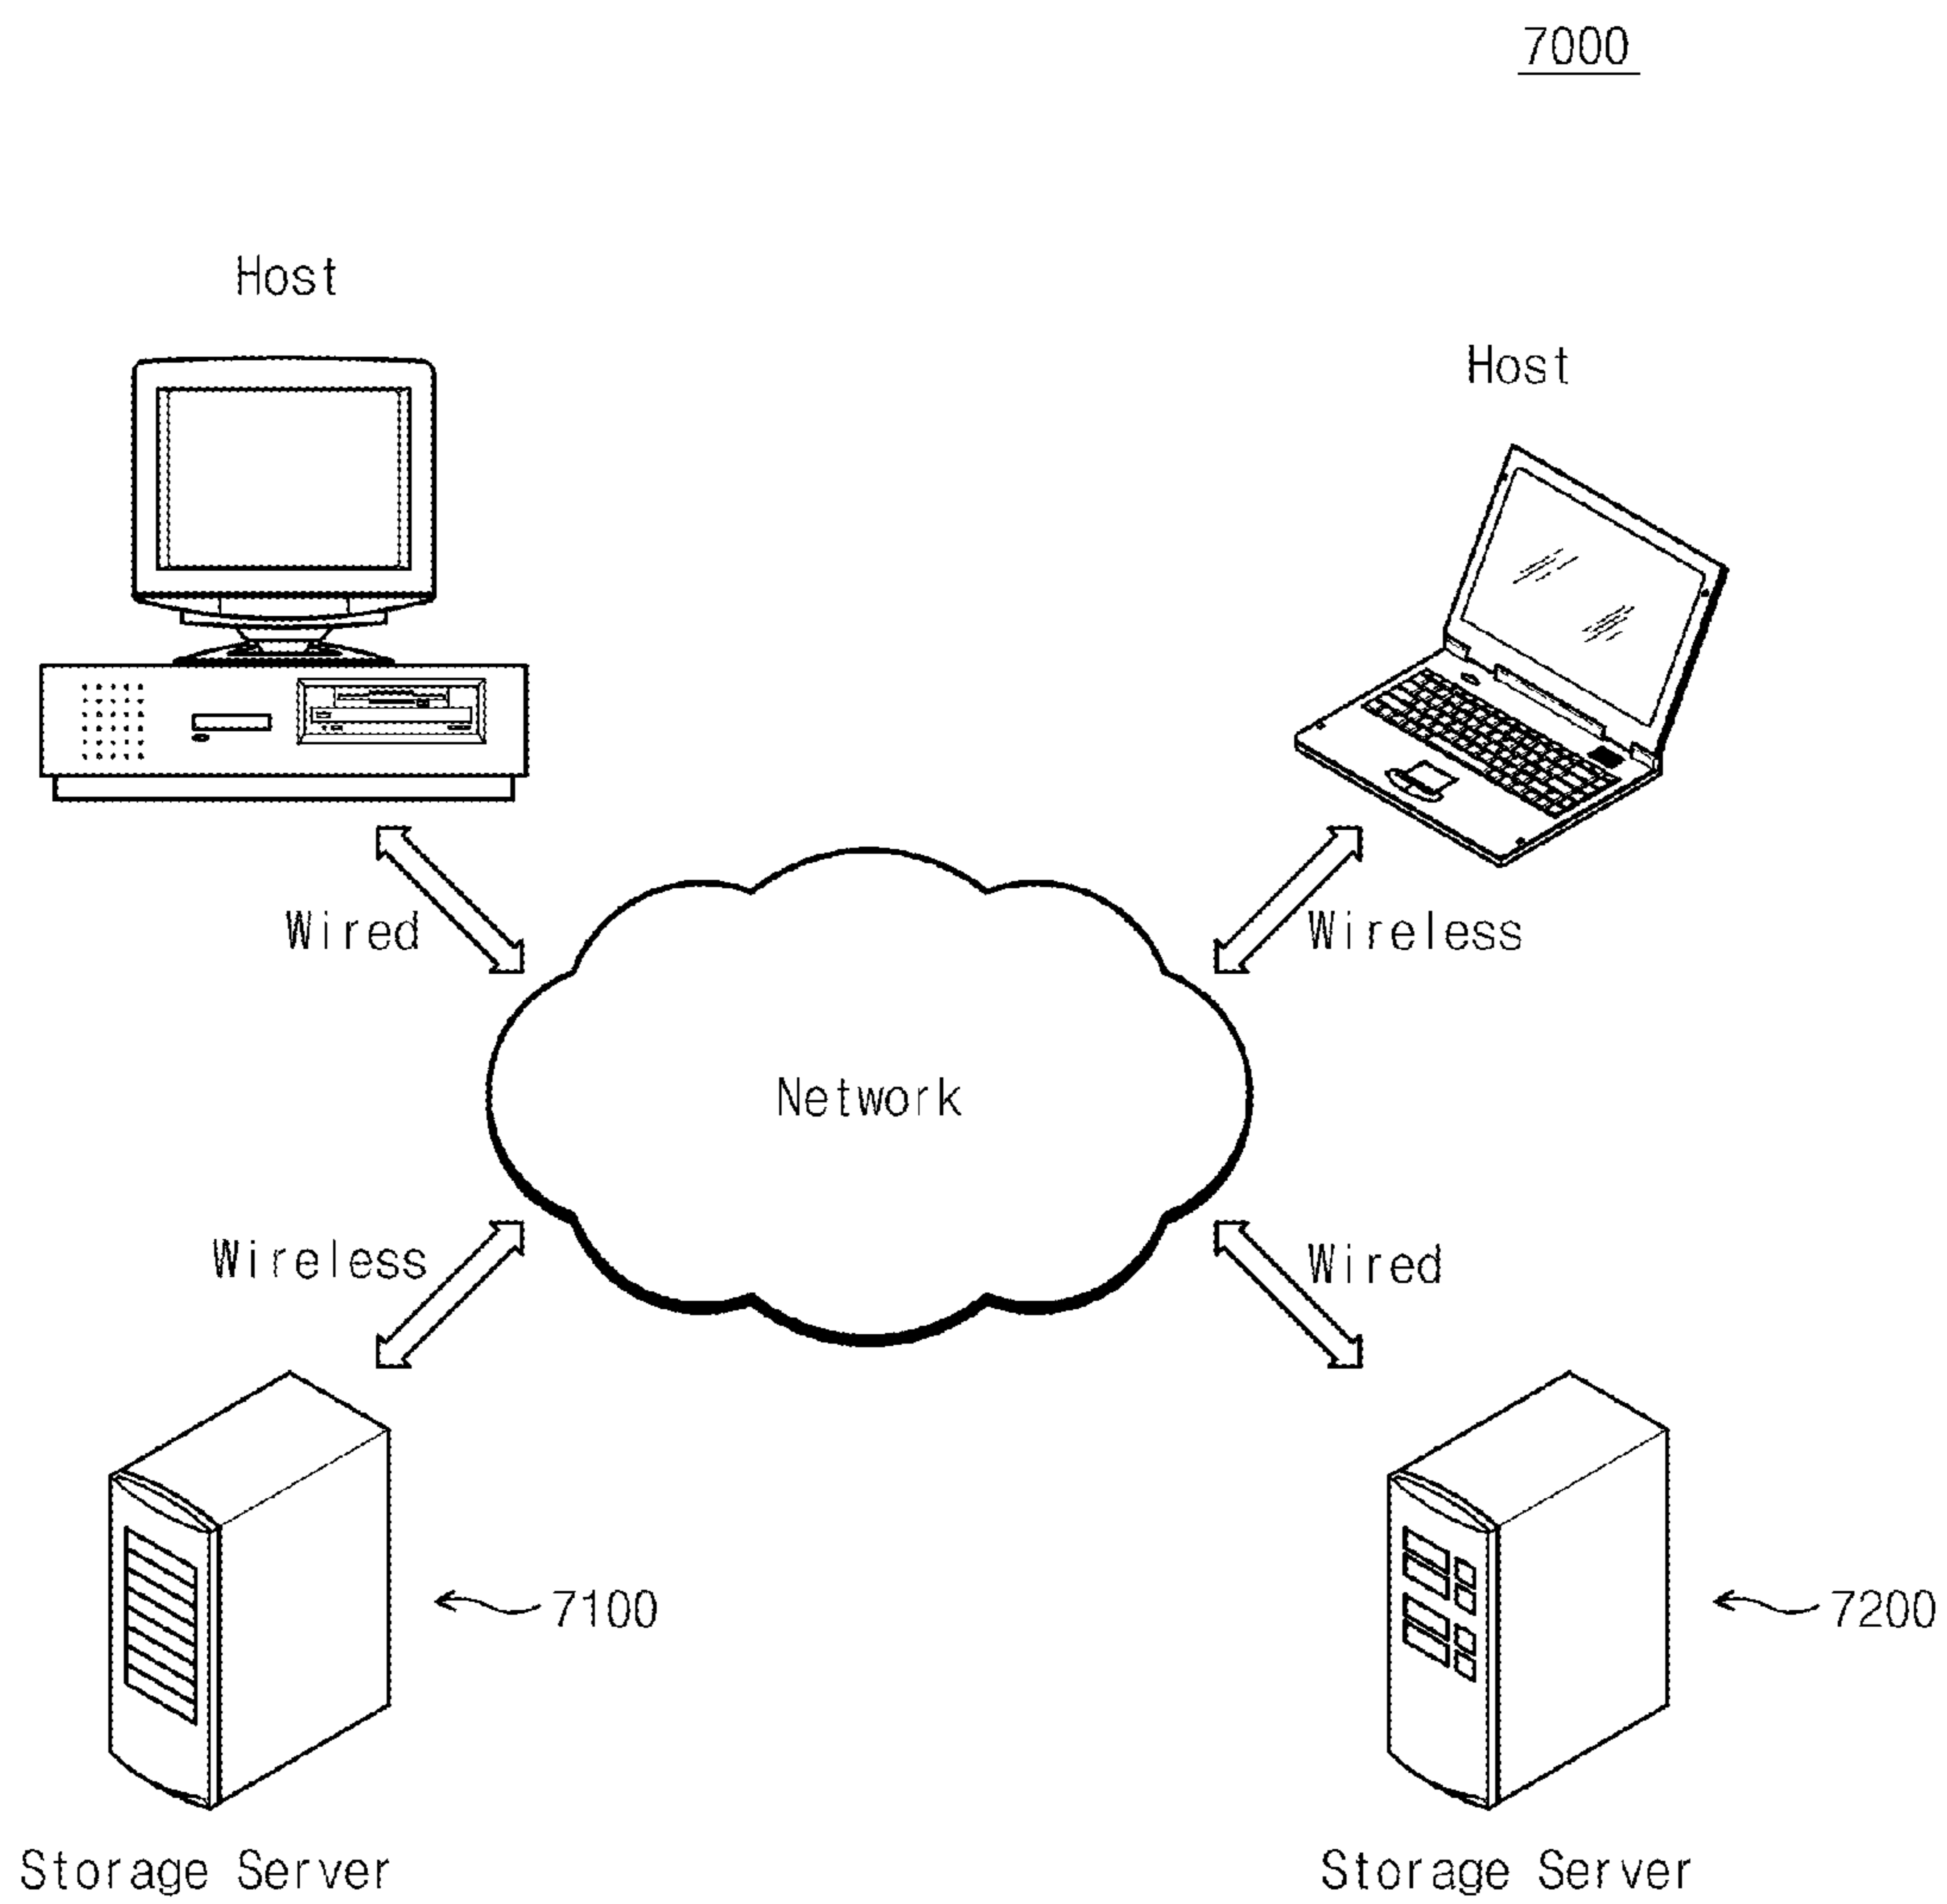 7000
Host
Host
Wired
Wireless
Network
Wireless
Wired
7100
7200
Storage Server
Storage Server